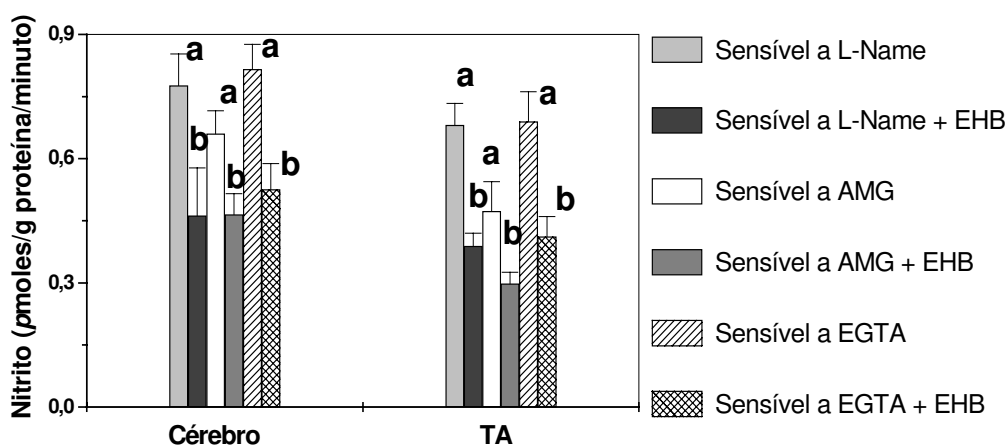 Nitrito (pmoles/g proteína/minuto)
0,9
0,6
0,3
0,0
a
b
a
b
a
b
a
b
a
b
a
b
Cérebro
TA
Sensível a L-Name
Sensível a L-Name + EHB
Sensível a AMG
Sensível a AMG + EHB
Sensível a EGTA
Sensível a EGTA + EHB